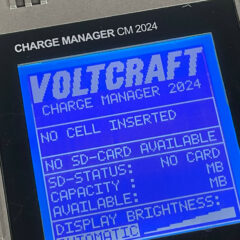 CHARGE MANAGER CM 2024
VOLTCRAFT
CHARGE MANAGER 2024
NO CELL INSERTED
NO SD-CARD AVAILABLE
SD-STATUS: NO CARD
CAPACITY : MB
AVAILABLE: MB
DISPLAY BRIGHTNESS:
AUTOMATIC